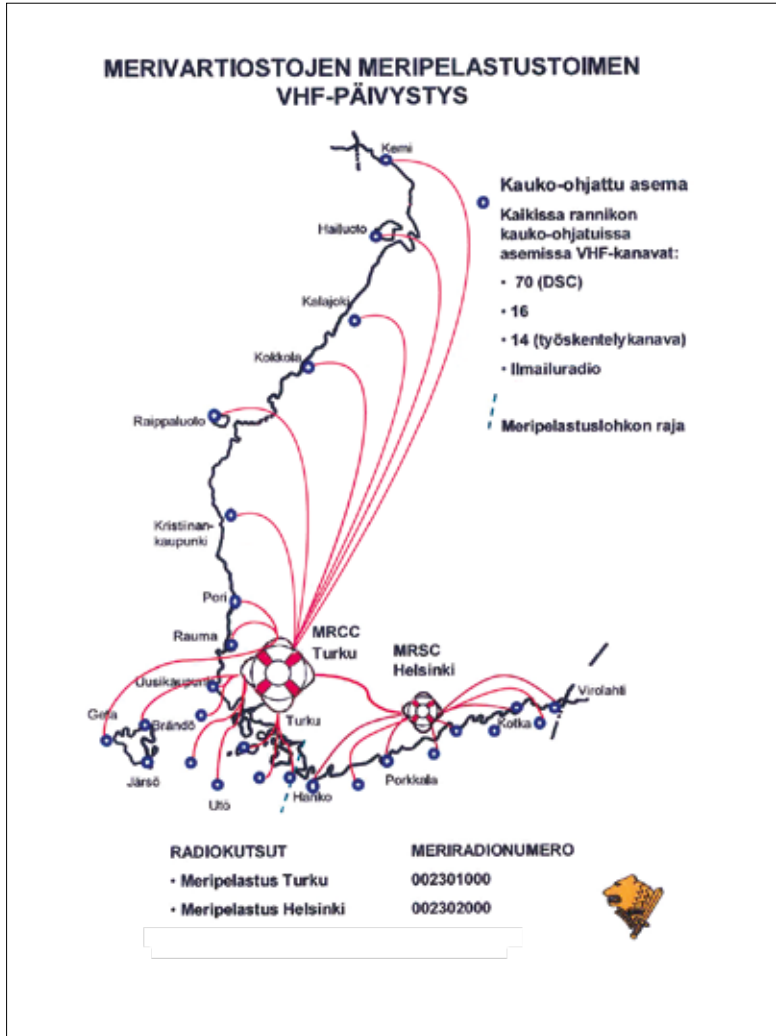 MERIVARTIOSTOJEN MERIPELASTUSTOIMEN
VHF-PÄIVYSTYS
Kemi
Kauko-ohjattu asema
Kaikissa rannikon
kauko-ohjatuissa
asemissa VHF-kanavat:
• 70 (DSC)
• 16
• 14 (työskentelykanava)
• Ilmailuradio
Meripelastuslohkon raja
Hailuoto
Kalajoki
Kokkola
Raippaluoto
Kristiinan-
kaupunki
Pori
Rauma
MRCC
Turku
MRSC
Helsinki
Uusikaupunki
Virolahti
Geta
Brändö
Turku
Kotka
Järsö
Utö
Hanko
Porkkala
RADIOKUTSUT MERIRADIONUMERO
• Meripelastus Turku 002301000
• Meripelastus Helsinki 002302000